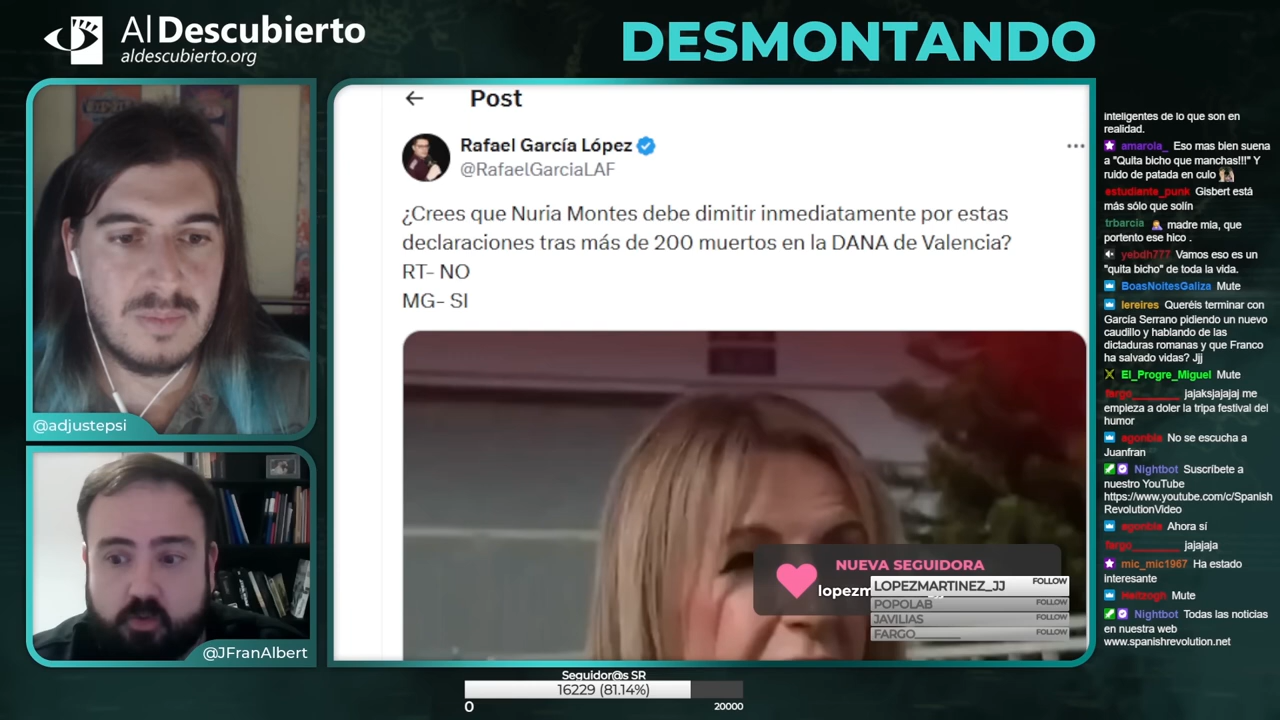 Al Descubierto
aldescubierto.org
DESMONTANDO
@adjustepsi
@JFranAlbert
Post
Rafael García López
@RafaelGarciaLAF
¿Crees que Nuria Montes debe dimitir inmediatamente por estas
declaraciones tras más de 200 muertos en la DANA de Valencia?
RT- NO
MG- SI
NUEVA SEGUIDORA
lopezm
LOPEZMARTINEZ_JJ FOLLOW
POPOLAB FOLLOW
JAVILIAS FOLLOW
FARGO_______ FOLLOW
inteligentes de lo que son en
realidad.
amarola_ Eso mas bien suena
a "Quita bicho que manchas!!!" Y
ruido de patada en culo
estudiante_punk Gisbert está
más sólo que solín
trbarcia madre mia, que
portento ese hico .
yebdh777 Vamos eso es un
"quita bicho" de toda la vida.
BoasNoitesGaliza Mute
lereires Queréis terminar con
García Serrano pidiendo un nuevo
caudillo y hablando de las
dictaduras romanas y que Franco
ha salvado vidas? Jjj
El_Progre_Miguel Mute
fargo________ jajaksjajajaj me
empieza a doler la tripa festival del
humor
agonbla No se escucha a
Juanfran
Nightbot Suscríbete a
nuestro YouTube
https://www.youtube.com/c/Spanish
RevolutionVideo
agonbla Ahora sí
fargo________ jajajaja
mic_mic1967 Ha estado
interesante
Heitzogh Mute
Nightbot Todas las noticias
en nuestra web
www.spanishrevolution.net
Seguidor@s SR
16229 (81.14%)
0 20000